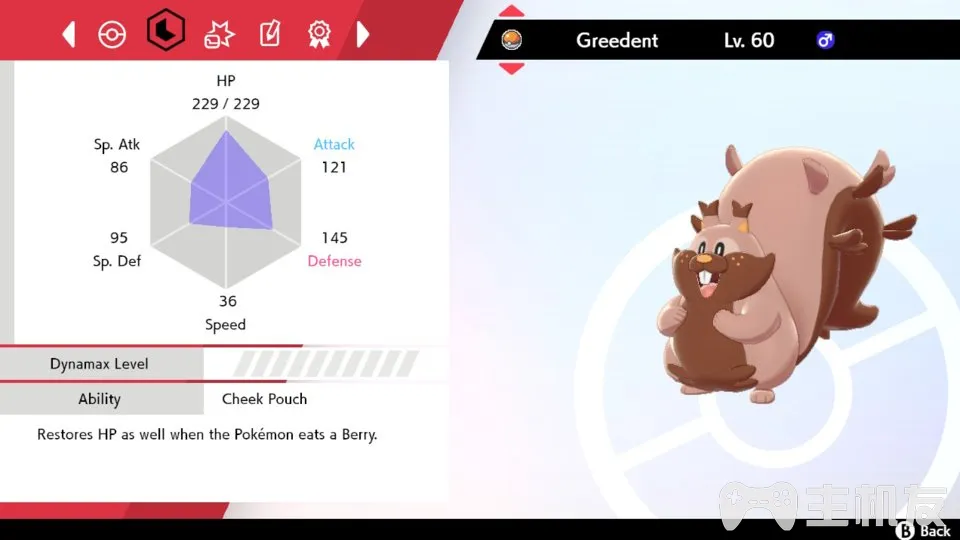 Greedent Lv. 60
HP
229 / 229
Sp. Atk Attack
86 121
95 145
Sp. Def Defense
36
Speed
Dynamax Level
Ability Cheek Pouch
Restores HP as well when the Pokémon eats a Berry.
主机友
B Back